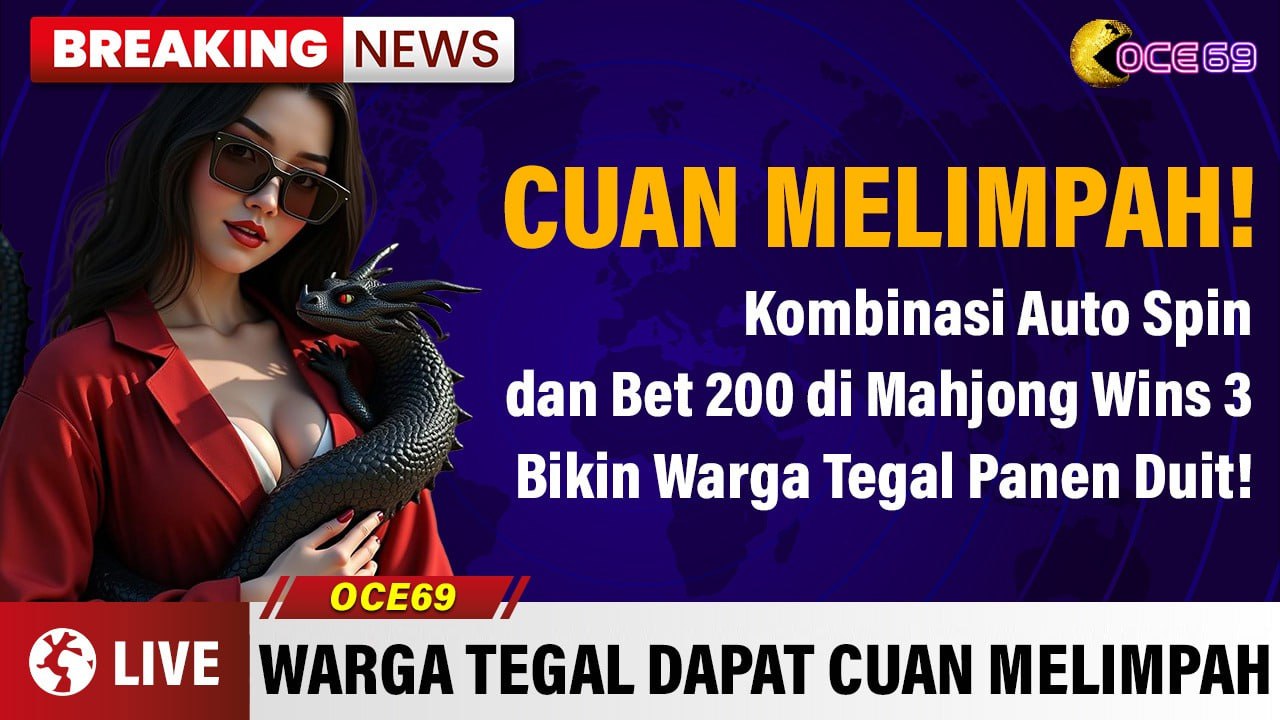 BREAKING NEWS
OCE69
CUAN MELIMPAH!
Kombinasi Auto Spin
dan Bet 200 di Mahjong Wins 3
Bikin Warga Tegal Panen Duit!
OCE69
LIVE
WARGA TEGAL DAPAT CUAN MELIMPAH